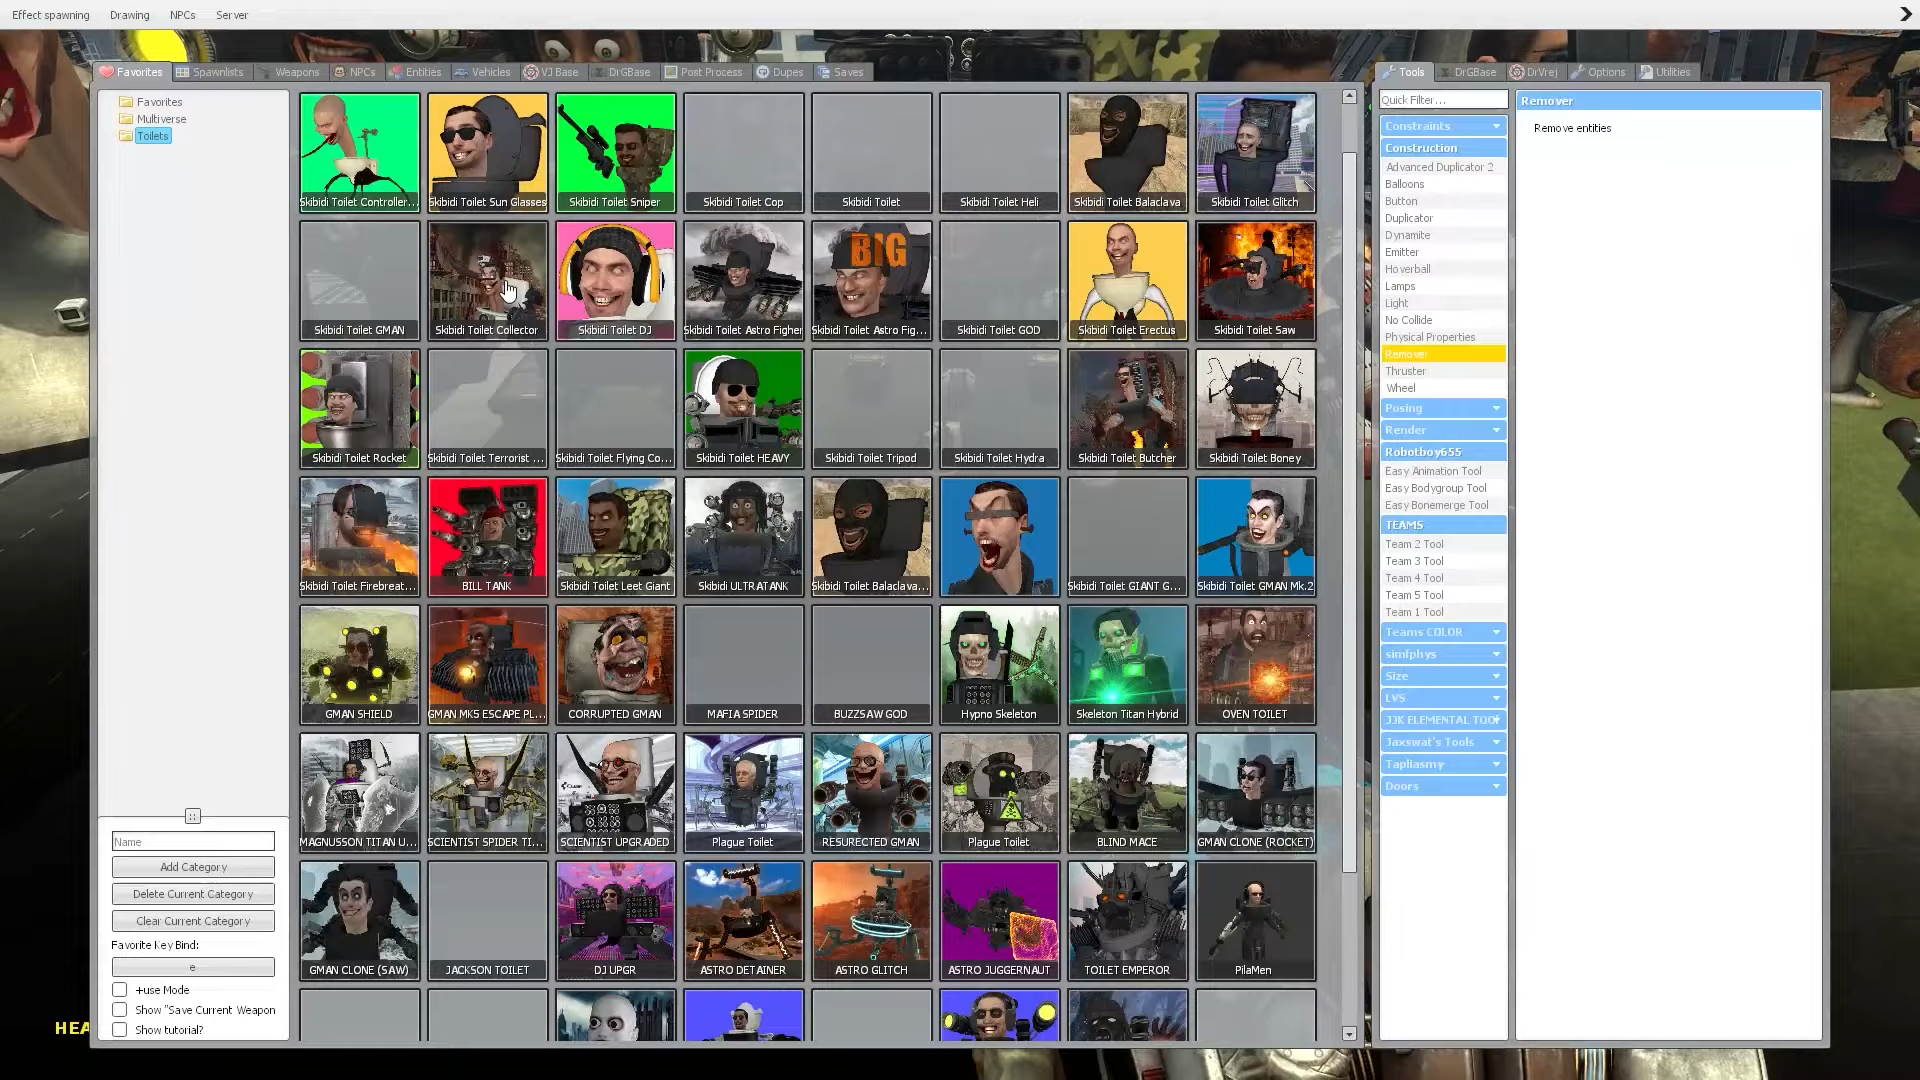 Effect spawning Drawing NPCs Server
Favorites Spawnlists Weapons NPCs Entities Vehicles VJ Base DrGBase Post Process Dupes Saves
Favorites
Multiverse
Toilets
Skibidi Toilet Controller... Skibidi Toilet Sun Glasses Skibidi Toilet Sniper Skibidi Toilet Cop Skibidi Toilet Skibidi Toilet Heli Skibidi Toilet Balaclava Skibidi Toilet Glitch
BIG
Skibidi Toilet GMAN Skibidi Toilet Collector Skibidi Toilet DJ Skibidi Toilet Astro Figher Skibidi Toilet Astro Fig... Skibidi Toilet GOD Skibidi Toilet Erectus Skibidi Toilet Saw
Skibidi Toilet Rocket Skibidi Toilet Terrorist ... Skibidi Toilet Flying Co... Skibidi Toilet HEAVY Skibidi Toilet Tripod Skibidi Toilet Hydra Skibidi Toilet Butcher Skibidi Toilet Boney
Skibidi Toilet Firebreat... BILL TANK Skibidi Toilet Leet Giant Skibidi ULTRATANK Skibidi Toilet Balaclava... Skibidi Toilet GIANT G... Skibidi Toilet GMAN Mk.2
GMAN SHIELD GMAN MK5 ESCAPE PL... CORRUPTED GMAN MAFIA SPIDER BUZZSAW GOD Hypno Skeleton Skeleton Titan Hybrid OVEN TOILET
MAGNUSSON TITAN U... SCIENTIST SPIDER TI... SCIENTIST UPGRADED Plague Toilet RESURECTED GMAN Plague Toilet BLIND MACE GMAN CLONE (ROCKET)
GMAN CLONE (SAW) JACKSON TOILET DJ UPGR ASTRO DETAINER ASTRO GLITCH ASTRO JUGGERNAUT TOILET EMPEROR PilaMen
Name
Add Category
Delete Current Category
Clear Current Category
Favorite Key Bind:
e
+use Mode
Show "Save Current Weapon
Show tutorial?
HEA
Tools DrGBase DrVrej Options Utilities
Quick Filter...
Constraints
Construction
Advanced Duplicator 2
Balloons
Button
Duplicator
Dynamite
Emitter
Hoverball
Lamps
Light
No Collide
Physical Properties
Remover
Thruster
Wheel
Posing
Render
Robotboy655
Easy Animation Tool
Easy Bodygroup Tool
Easy Bonemerge Tool
TEAMS
Team 2 Tool
Team 3 Tool
Team 4 Tool
Team 5 Tool
Team 1 Tool
Teams COLOR
simfphys
Size
LVS
JJK ELEMENTAL TOO
Jaxswat's Tools
Tapliasmy
Doors
Remover
Remove entities